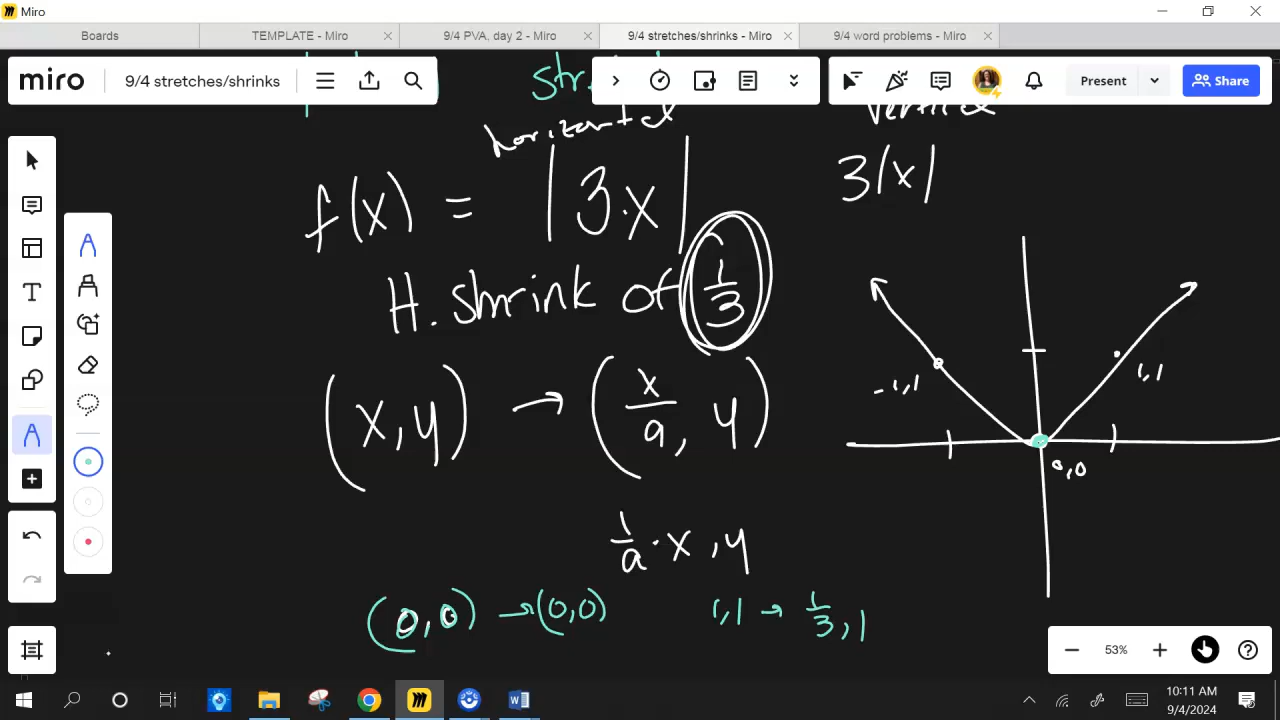 Miro
Boards
TEMPLATE - Miro
9/4 PVA, day 2 - Miro
9/4 stretches/shrinks - Miro
9/4 word problems - Miro
miro
9/4 stretches/shrinks
Present
Share
horizontal
vertical
f(x) = |3·x|
3|x|
H. shrink of 1/3
(x,y) → (x/a, y)
-1,1
1,1
0,0
1/a · x, y
(0,0) → (0,0)
1,1 → 1/3, 1
53%
10:11 AM
9/4/2024